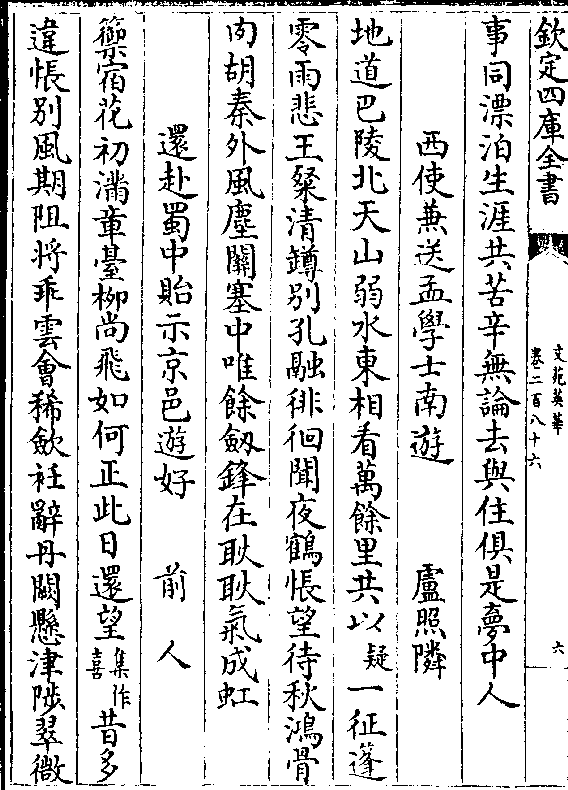 欽定四庫全書
文苑英華
卷二百八十六
六
事同漂泊生涯共苦辛無論去與住俱是夢中人
西使兼送孟學士南遊 盧照隣
地道巴陵北天山弱水東相看萬餘里共以疑一征蓬
零雨悲王粲清鐏別孔融徘徊聞夜鶴悵望待秋鴻骨
肉胡秦外風塵關塞中唯餘劒鋒在耿耿氣成虹
還赴蜀中貽示京邑遊好 前人
籞宿花初滿章臺栁尚飛如何正此日還望集作喜昔多
違悵別風期阻將乖雲會稀歛袵辭丹闕懸津陟翠微